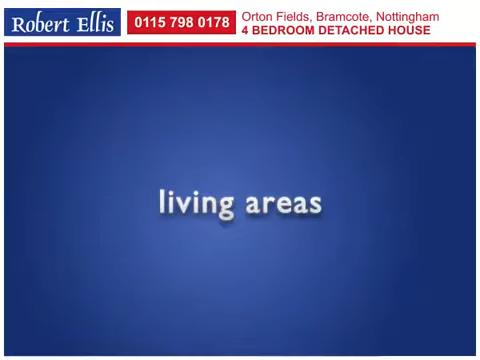 Robert Ellis
0115 798 0178
Orton Fields, Bramcote, Nottingham
4 BEDROOM DETACHED HOUSE
living areas